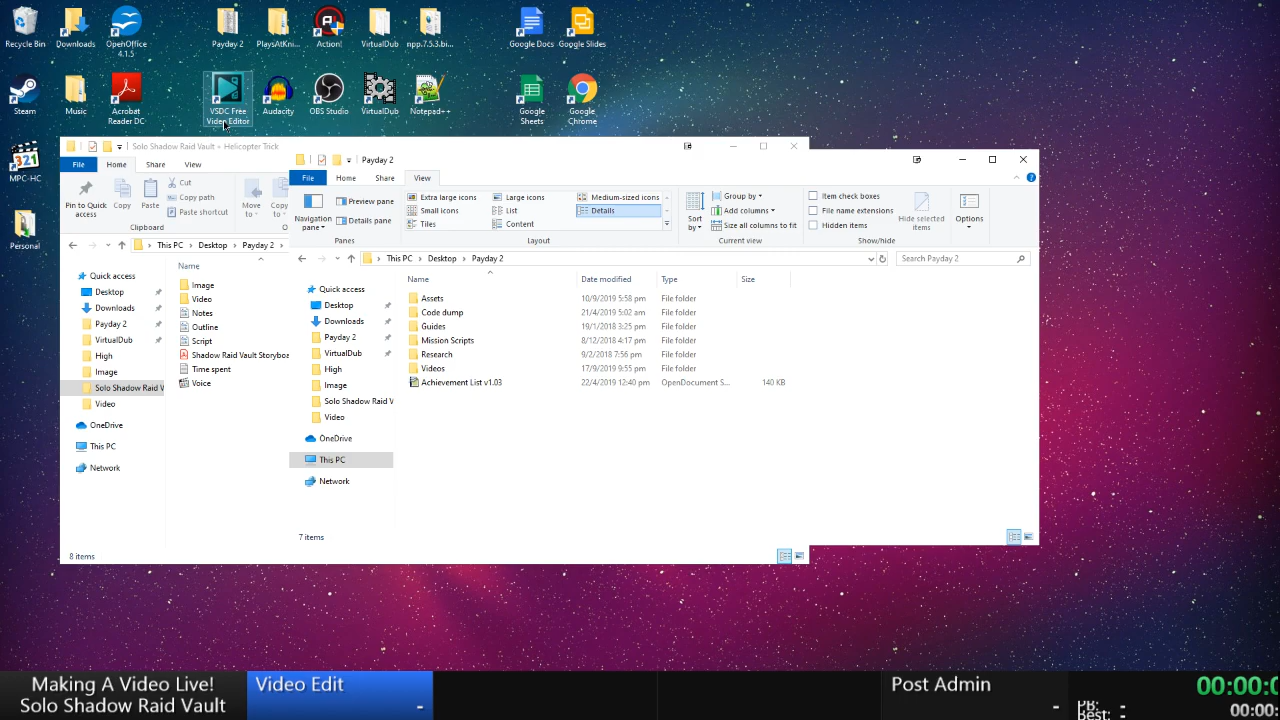 Recycle Bin
Downloads
OpenOffice 4.1.5
Payday 2
PlaysAtKni...
Action!
VirtualDub
npp.7.5.3.bi...
Google Docs
Google Slides
Steam
Music
Acrobat Reader DC
VSDC Free Video Editor
Audacity
OBS Studio
VirtualDub
Notepad++
Google Sheets
Google Chrome
MPC-HC
Personal
Solo Shadow Raid Vault + Helicopter Trick
File
Home
Share
View
Pin to Quick access
Copy
Paste
Cut
Copy path
Paste shortcut
Move to
Copy to
Clipboard
This PC
Desktop
Payday 2
Quick access
Desktop
Downloads
Payday 2
VirtualDub
High
Image
Solo Shadow Raid V
Video
OneDrive
This PC
Network
Name
Image
Video
Notes
Outline
Script
Shadow Raid Vault Storyboa
Time spent
Voice
8 items
Payday 2
File
Home
Share
View
Navigation pane
Preview pane
Details pane
Panes
Extra large icons
Large icons
Medium-sized icons
Small icons
List
Details
Tiles
Content
Layout
Sort by
Group by
Add columns
Size all columns to fit
Current view
Item check boxes
File name extensions
Hidden items
Hide selected items
Show/hide
Options
This PC
Desktop
Payday 2
Search Payday 2
Quick access
Desktop
Downloads
Payday 2
VirtualDub
High
Image
Solo Shadow Raid V
Video
OneDrive
This PC
Network
Name Date modified Type Size
Assets 10/9/2019 5:58 pm File folder
Code dump 21/4/2019 5:02 am File folder
Guides 19/1/2018 3:25 pm File folder
Mission Scripts 8/12/2018 4:17 pm File folder
Research 9/2/2018 7:56 pm File folder
Videos 17/9/2019 9:55 pm File folder
Achievement List v1.03 22/4/2019 12:40 pm OpenDocument S... 140 KB
7 items
Making A Video Live!
Solo Shadow Raid Vault
Video Edit
-
Post Admin
-
PB: -
Best: -
00:00:0
00:00: